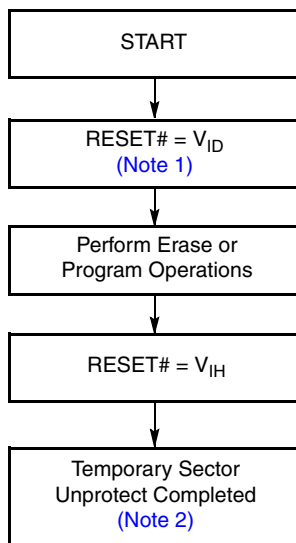 START
RESET# = VID
(Note 1)
Perform Erase or
Program Operations
RESET# = VIH
Temporary Sector
Unprotect Completed
(Note 2)